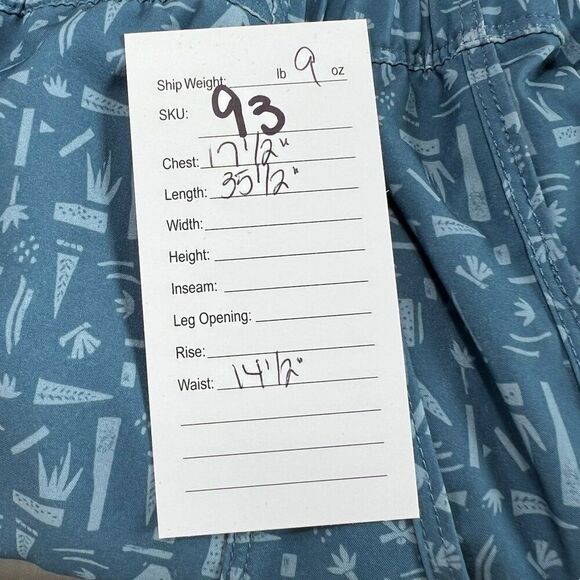 Ship Weight: lb 9 oz
SKU: 93
Chest: 17 1/2"
Length: 35 1/2"
Width:
Height:
Inseam:
Leg Opening:
Rise:
Waist: 14 1/2"